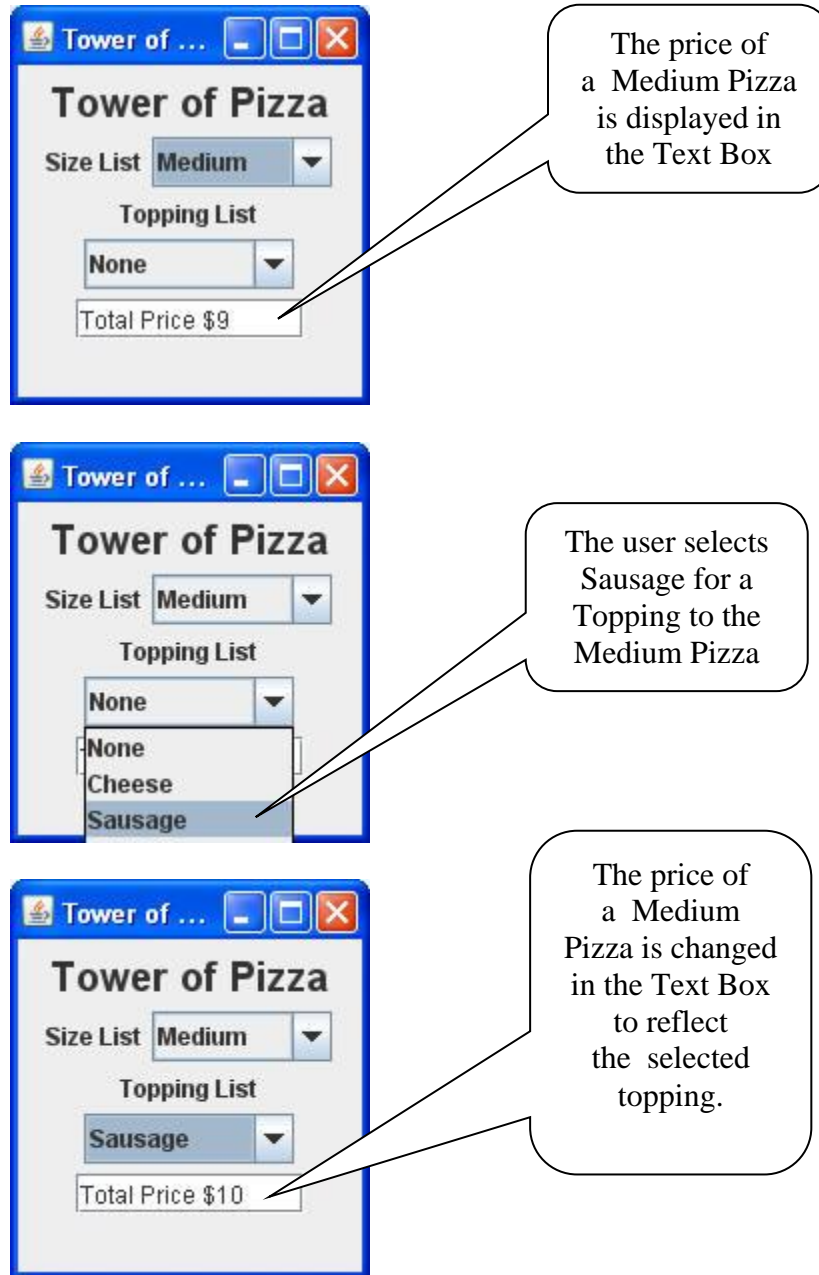 Tower of ...
Tower of Pizza
Size List Medium
Topping List
None
Total Price $9
The price of
a Medium Pizza
is displayed in
the Text Box
Tower of ...
Tower of Pizza
Size List Medium
Topping List
None
None
Cheese
Sausage
The user selects
Sausage for a
Topping to the
Medium Pizza
Tower of ...
Tower of Pizza
Size List Medium
Topping List
Sausage
Total Price $10
The price of
a Medium
Pizza is changed
in the Text Box
to reflect
the selected
topping.